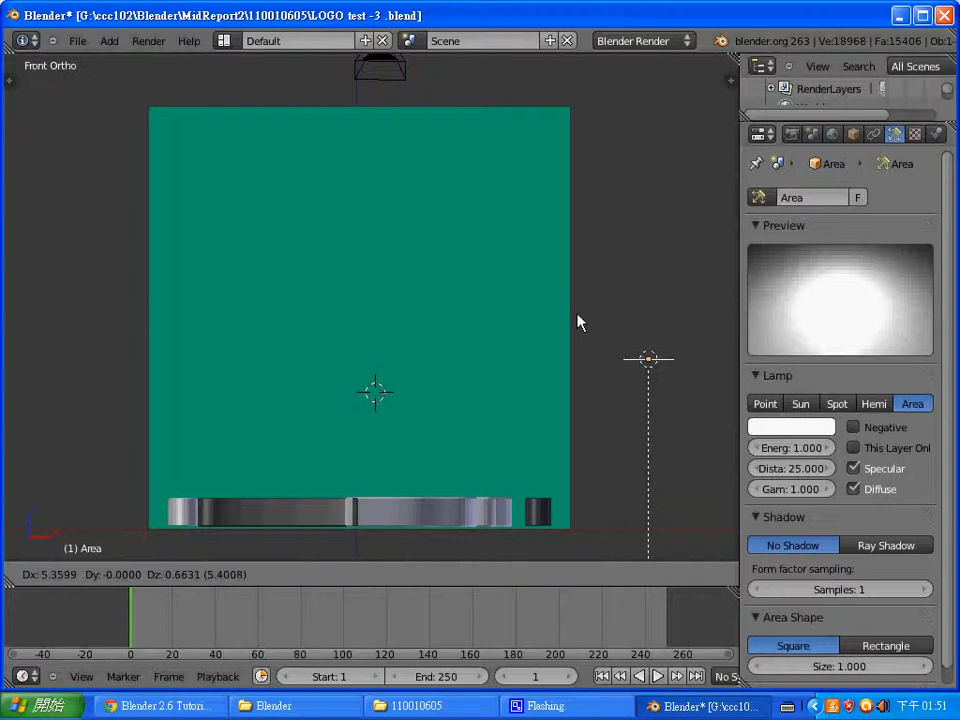 Blender* [G:\ccc102\Blender\MidReport2\110010605\LOGO test -3 .blend]
File Add Render Help Default Scene Blender Render blender.org 263 | Ve:18968 | Fa:15406 | Ob:1-
Front Ortho
View Search All Scenes
RenderLayers
Area Area
Area F
Preview
Lamp
Point Sun Spot Hemi Area
Negative
Energ: 1.000 This Layer Onl
Dista: 25.000 Specular
Gam: 1.000 Diffuse
Shadow
No Shadow Ray Shadow
Form factor sampling:
Samples: 1
Area Shape
Square Rectangle
Size: 1.000
(1) Area
Dx: 5.3599 Dy: -0.0000 Dz: 0.6631 (5.4008)
-40 -20 0 20 40 60 80 100 120 140 160 180 200 220 240 260
View Marker Frame Playback Start: 1 End: 250 1 No S
開始 Blender 2.6 Tutori... Blender 110010605 Flashing Blender* [G:\ccc10... 下午 01:51